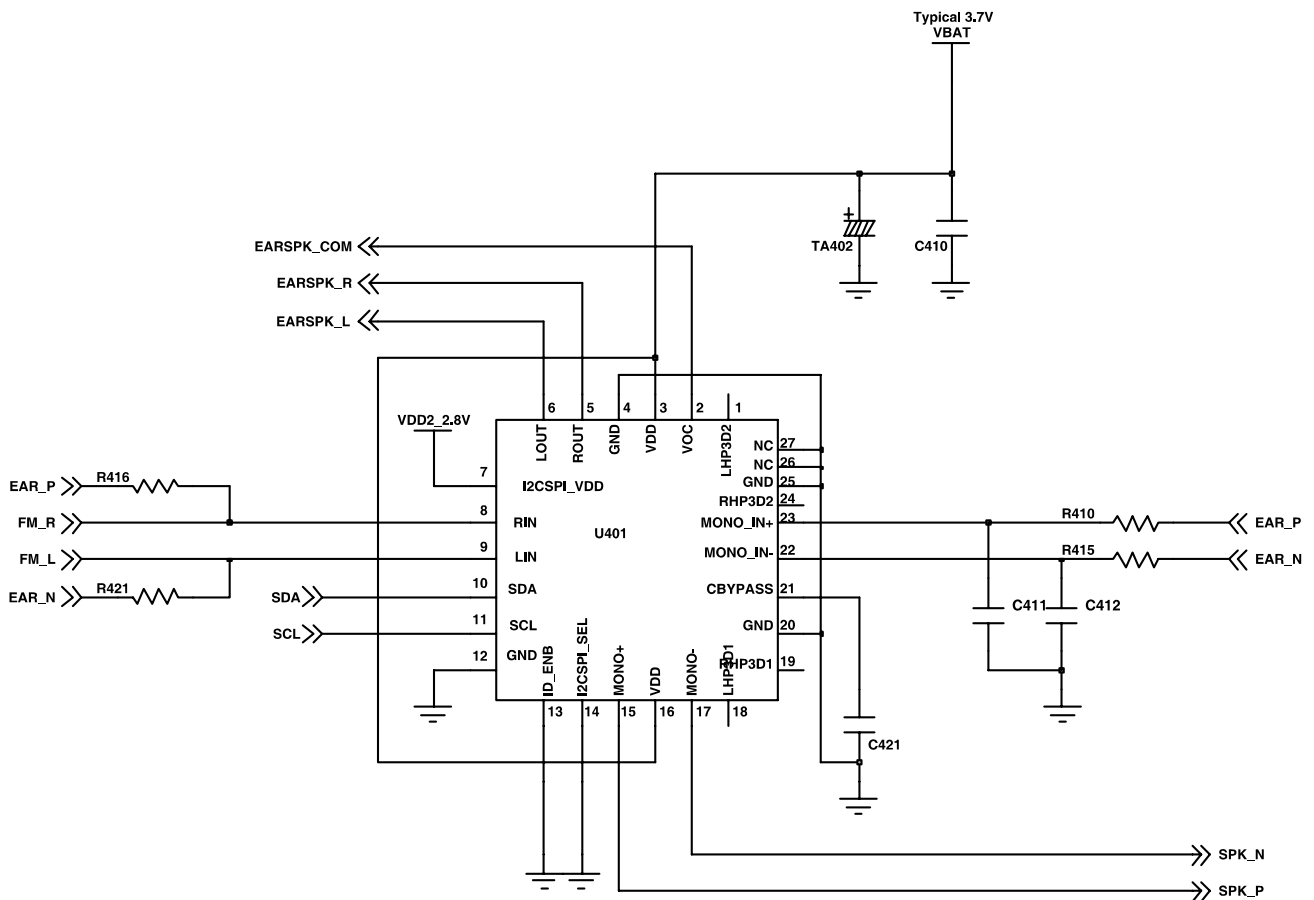 Typical 3.7V
VBAT
TA402
C410
EARSPK_COM
EARSPK_R
EARSPK_L
VDD2_2.8V
6
5
4
3
2
1
LOUT
ROUT
GND
VDD
VOC
LHP3D2
NC 27
NC 26
GND 25
RHP3D2 24
MONO_IN+ 23
MONO_IN- 22
CBYPASS 21
GND 20
RHP3D1 19
7 I2CSPI_VDD
8 RIN
9 LIN
10 SDA
11 SCL
12 GND
U401
EAR_P
R416
FM_R
FM_L
EAR_N
R421
SDA
SCL
R410
EAR_P
R415
EAR_N
C411
C412
ID_ENB
I2CSPI_SEL
MONO+
VDD
MONO-
LHP3D1
13
14
15
16
17
18
C421
SPK_N
SPK_P